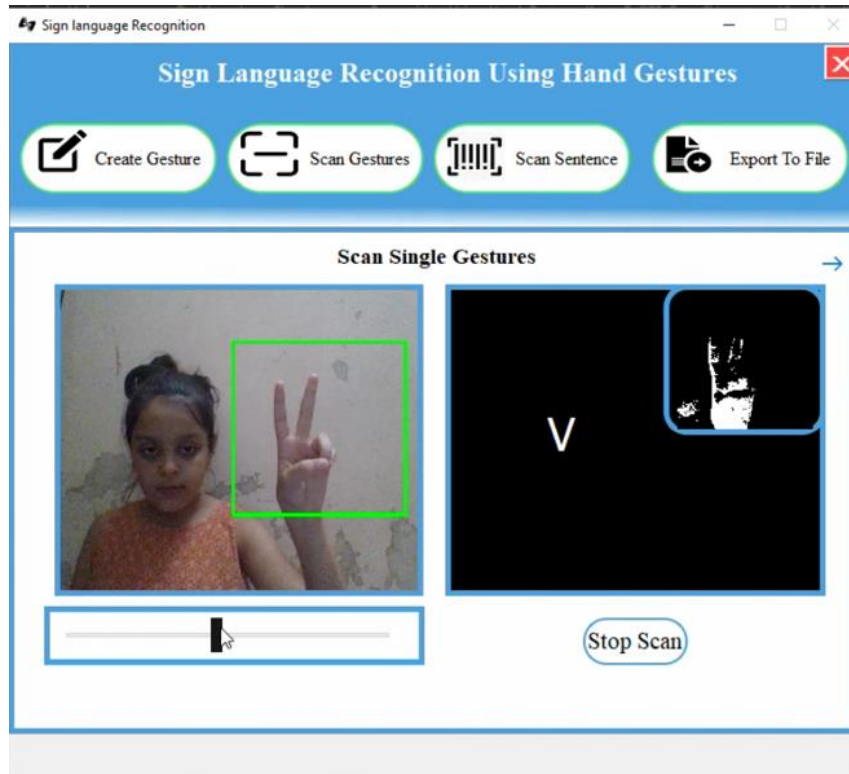 Sign language Recognition
Sign Language Recognition Using Hand Gestures
Create Gesture
Scan Gestures
Scan Sentence
Export To File
Scan Single Gestures
V
Stop Scan